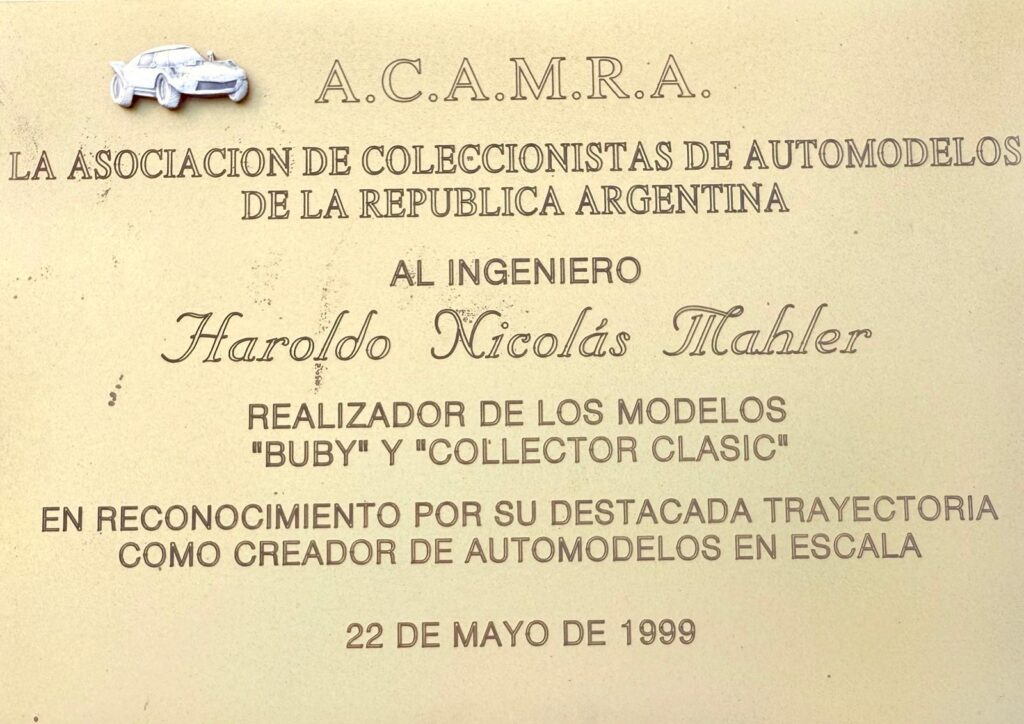 A.C.A.M.R.A.
LA ASOCIACION DE COLECCIONISTAS DE AUTOMODELOS
DE LA REPUBLICA ARGENTINA
AL INGENIERO
Haroldo Nicolás Mahler
REALIZADOR DE LOS MODELOS
"BUBY" Y "COLLECTOR CLASIC"
EN RECONOCIMIENTO POR SU DESTACADA TRAYECTORIA
COMO CREADOR DE AUTOMODELOS EN ESCALA
22 DE MAYO DE 1999